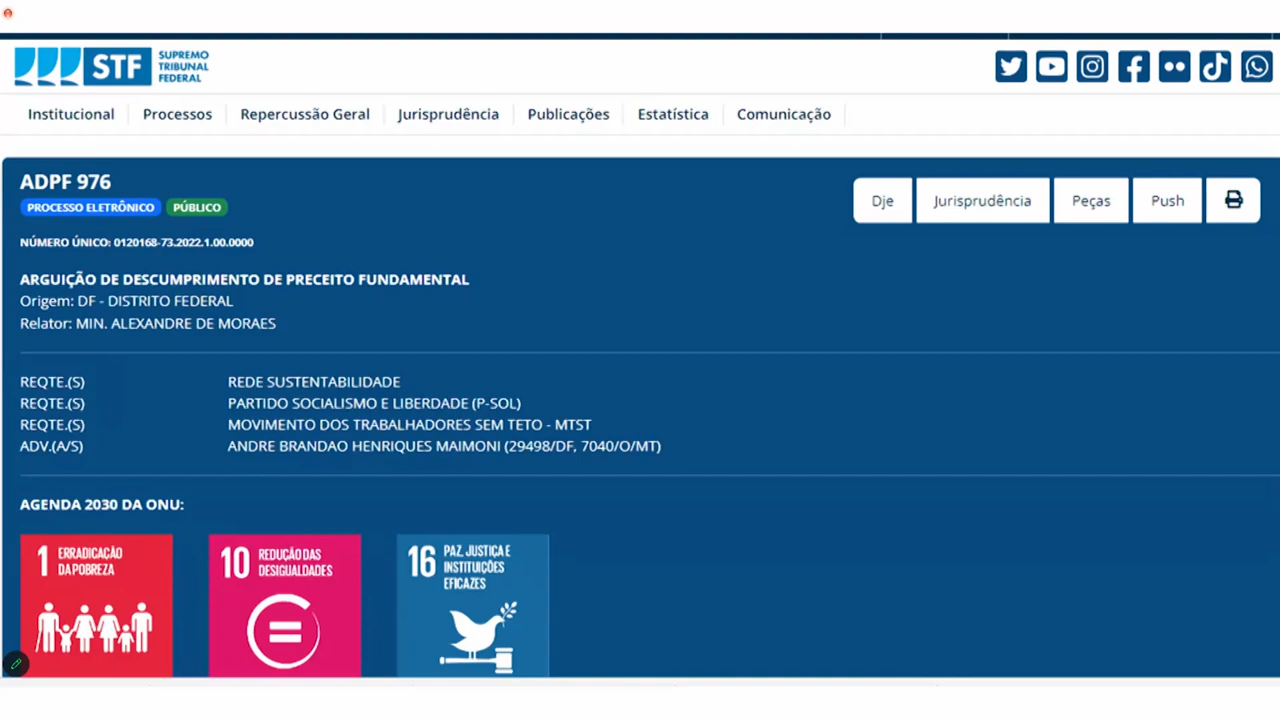 STF
SUPREMO
TRIBUNAL
FEDERAL
Institucional Processos Repercussão Geral Jurisprudência Publicações Estatística Comunicação
ADPF 976
PROCESSO ELETRÔNICO PÚBLICO
Dje Jurisprudência Peças Push
NÚMERO ÚNICO: 0120168-73.2022.1.00.0000
ARGUIÇÃO DE DESCUMPRIMENTO DE PRECEITO FUNDAMENTAL
Origem: DF - DISTRITO FEDERAL
Relator: MIN. ALEXANDRE DE MORAES
REQTE.(S) REDE SUSTENTABILIDADE
REQTE.(S) PARTIDO SOCIALISMO E LIBERDADE (P-SOL)
REQTE.(S) MOVIMENTO DOS TRABALHADORES SEM TETO - MTST
ADV.(A/S) ANDRE BRANDAO HENRIQUES MAIMONI (29498/DF, 7040/O/MT)
AGENDA 2030 DA ONU:
1 ERRADICAÇÃO
DA POBREZA
10 REDUÇÃO DAS
DESIGUALDADES
16 PAZ, JUSTIÇA E
INSTITUIÇÕES
EFICAZES